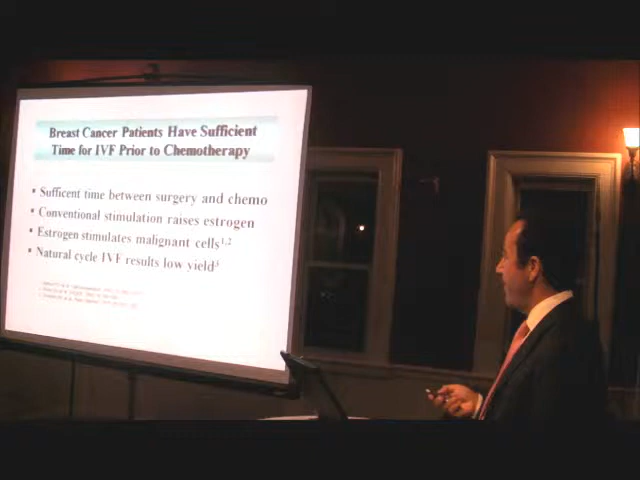 Breast Cancer Patients Have Sufficient
Time for IVF Prior to Chemotherapy
▪ Sufficent time between surgery and chemo
▪ Conventional stimulation raises estrogen
▪ Estrogen stimulates malignant cells¹,²
▪ Natural cycle IVF results low yield³